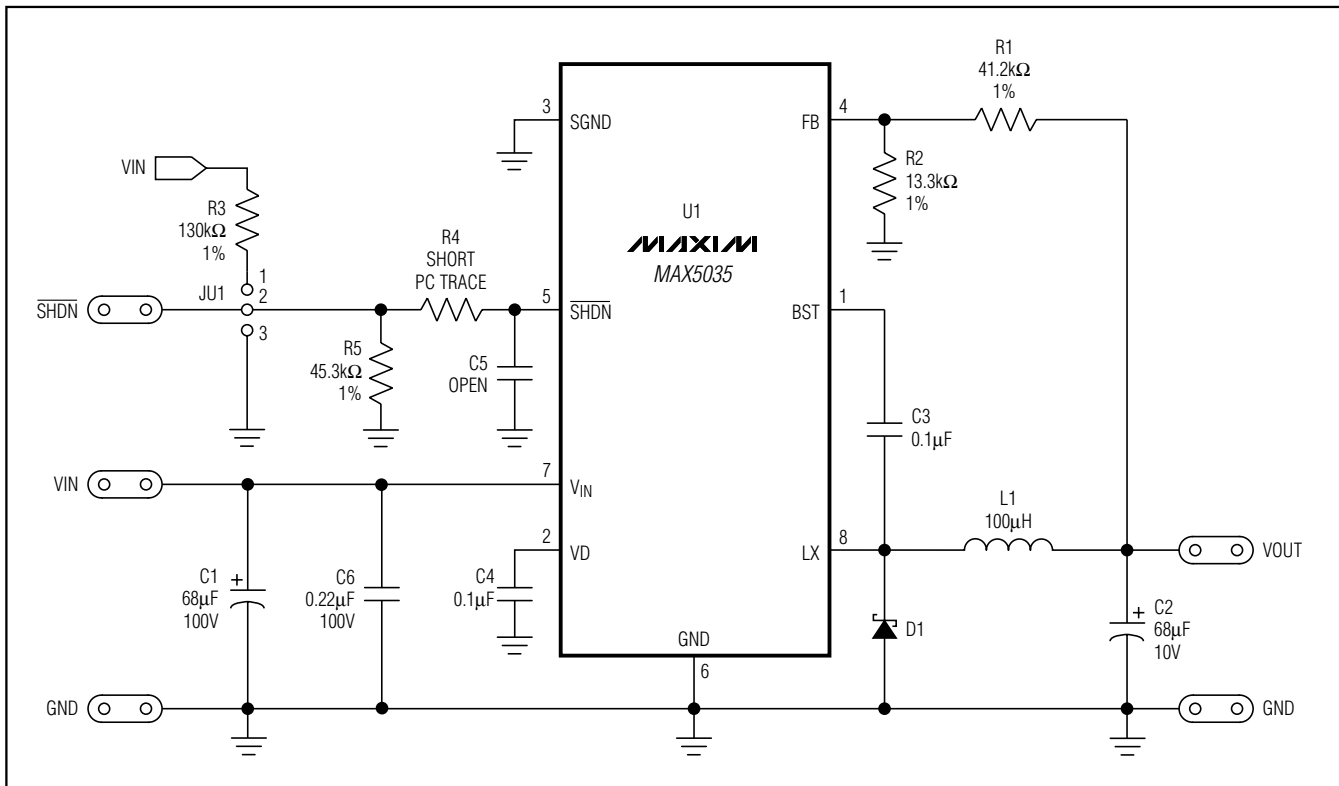 R1
41.2kΩ
1%
3
SGND
4
FB
VIN
R3
130kΩ
1%
R2
13.3kΩ
1%
U1
MAXIM
MAX5035
R4
SHORT
PC TRACE
1
2
3
JU1
SHDN
5
SHDN
1
BST
R5
45.3kΩ
1%
C5
OPEN
C3
0.1µF
VIN
7
VIN
L1
100µH
2
VD
8
LX
VOUT
C1
+
68µF
100V
C6
0.22µF
100V
C4
0.1µF
D1
+
C2
68µF
10V
GND
6
GND
GND